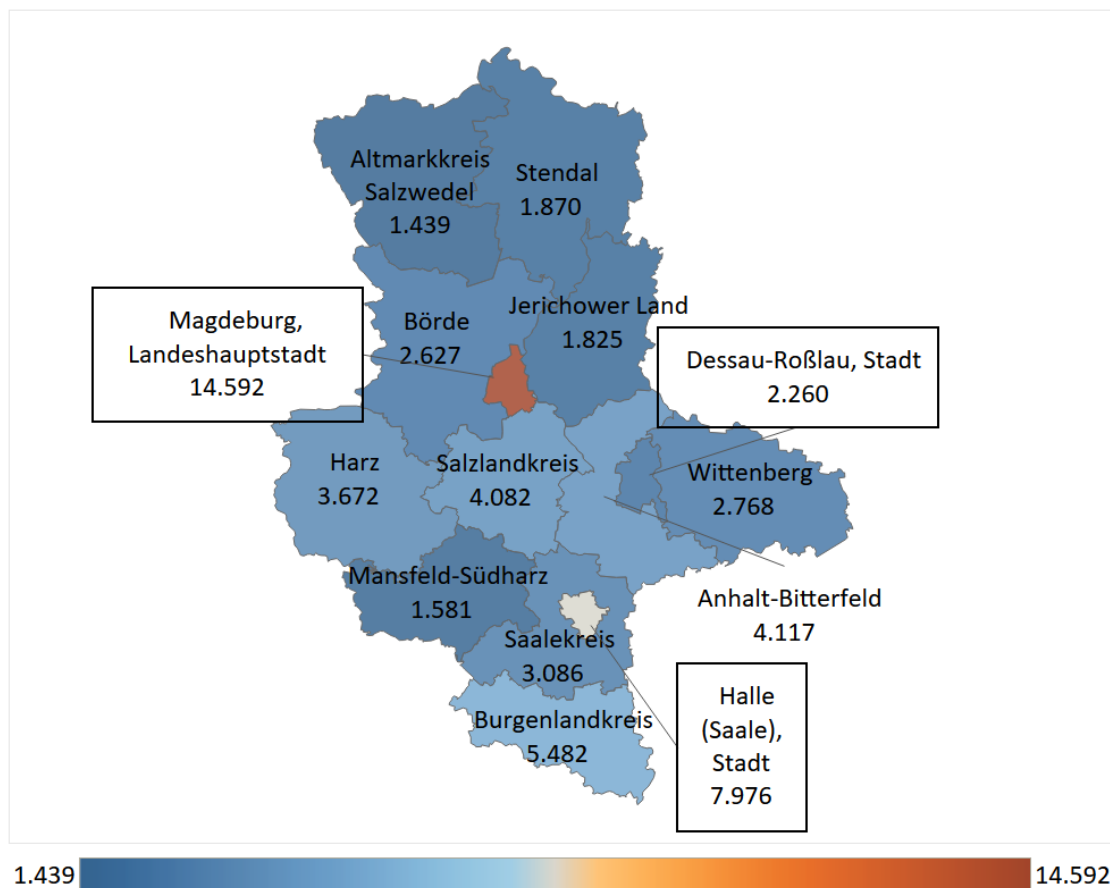 Altmarkkreis
Salzwedel
1.439
Stendal
1.870
Magdeburg,
Landeshauptstadt
14.592
Börde
2.627
Jerichower Land
1.825
Dessau-Roßlau, Stadt
2.260
Harz
3.672
Salzlandkreis
4.082
Wittenberg
2.768
Mansfeld-Südharz
1.581
Anhalt-Bitterfeld
4.117
Saalekreis
3.086
Halle
(Saale),
Stadt
7.976
Burgenlandkreis
5.482
1.439
14.592